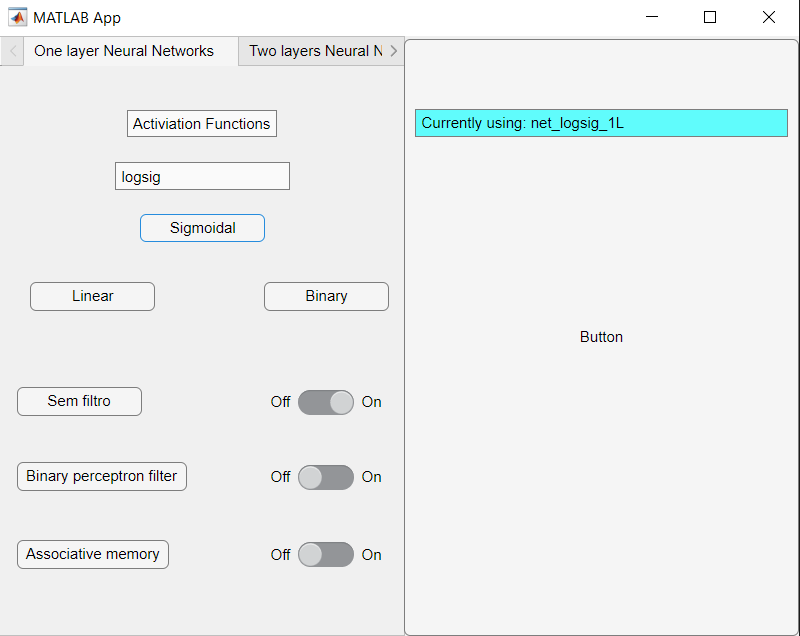 MATLAB App
One layer Neural Networks
Two layers Neural N
Activiation Functions
logsig
Sigmoidal
Linear
Binary
Sem filtro
Off
On
Binary perceptron filter
Off
On
Associative memory
Off
On
Currently using: net_logsig_1L
Button